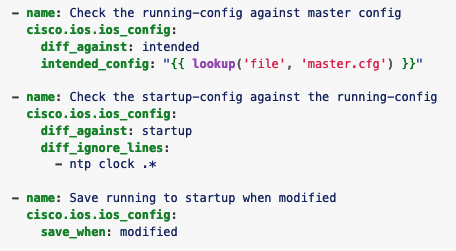 - name: Check the running-config against master config
  cisco.ios.ios_config:
    diff_against: intended
    intended_config: "{{ lookup('file', 'master.cfg') }}"

- name: Check the startup-config against the running-config
  cisco.ios.ios_config:
    diff_against: startup
    diff_ignore_lines:
      - ntp clock .*

- name: Save running to startup when modified
  cisco.ios.ios_config:
    save_when: modified